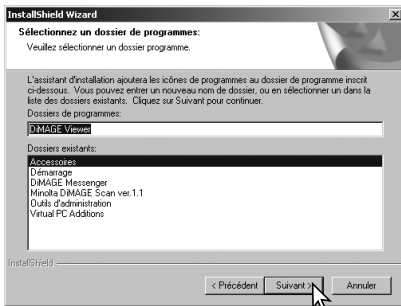 InstallShield Wizard
Sélectionnez un dossier de programmes:
Veuillez sélectionner un dossier programme.
L'assistant d'installation ajoutera les icônes de programmes au dossier de programme inscrit
ci-dessous. Vous pouvez entrer un nouveau nom de dossier, ou en sélectionner un dans la
liste des dossiers existants. Cliquez sur Suivant pour continuer.
Dossiers de programmes:
DiMAGE Viewer
Dossiers existants:
Accessoires
Démarrage
DiMAGE Messenger
Minolta DiMAGE Scan ver.1.1
Outils d'administration
Virtual PC Additions
InstallShield
< Précédent
Suivant >
Annuler